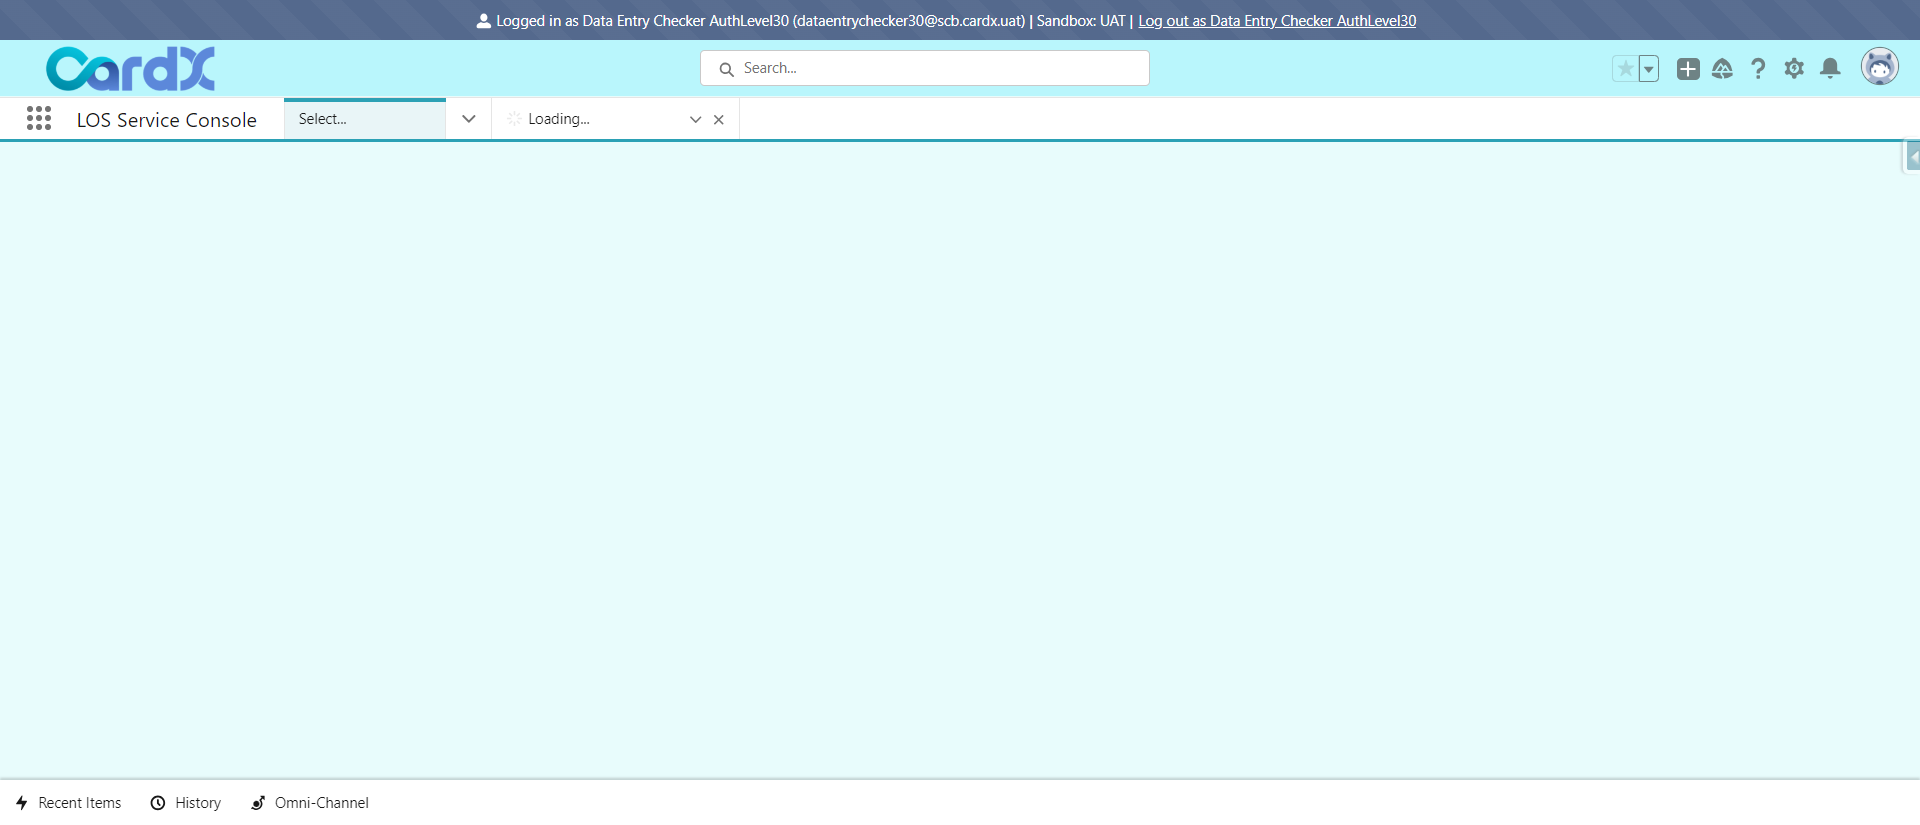 Logged in as Data Entry Checker AuthLevel30 (dataentrychecker30@scb.cardx.uat) | Sandbox: UAT | Log out as Data Entry Checker AuthLevel30
CardX
Search...
LOS Service Console
Select...
Loading...
Recent Items
History
Omni-Channel